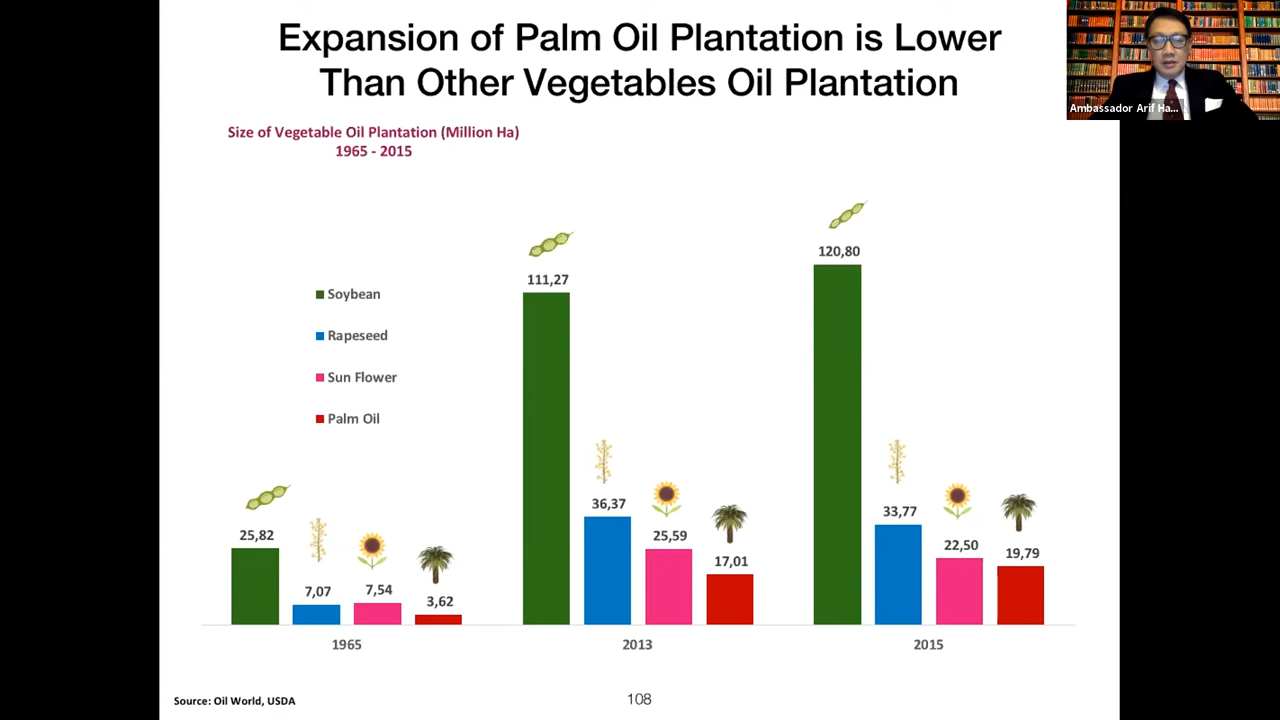 Expansion of Palm Oil Plantation is Lower
Than Other Vegetables Oil Plantation
Ambassador Arif Ha...
Size of Vegetable Oil Plantation (Million Ha)
1965 - 2015
Soybean
Rapeseed
Sun Flower
Palm Oil
25,82
7,07
7,54
3,62
111,27
36,37
25,59
17,01
120,80
33,77
22,50
19,79
1965
2013
2015
Source: Oil World, USDA
108